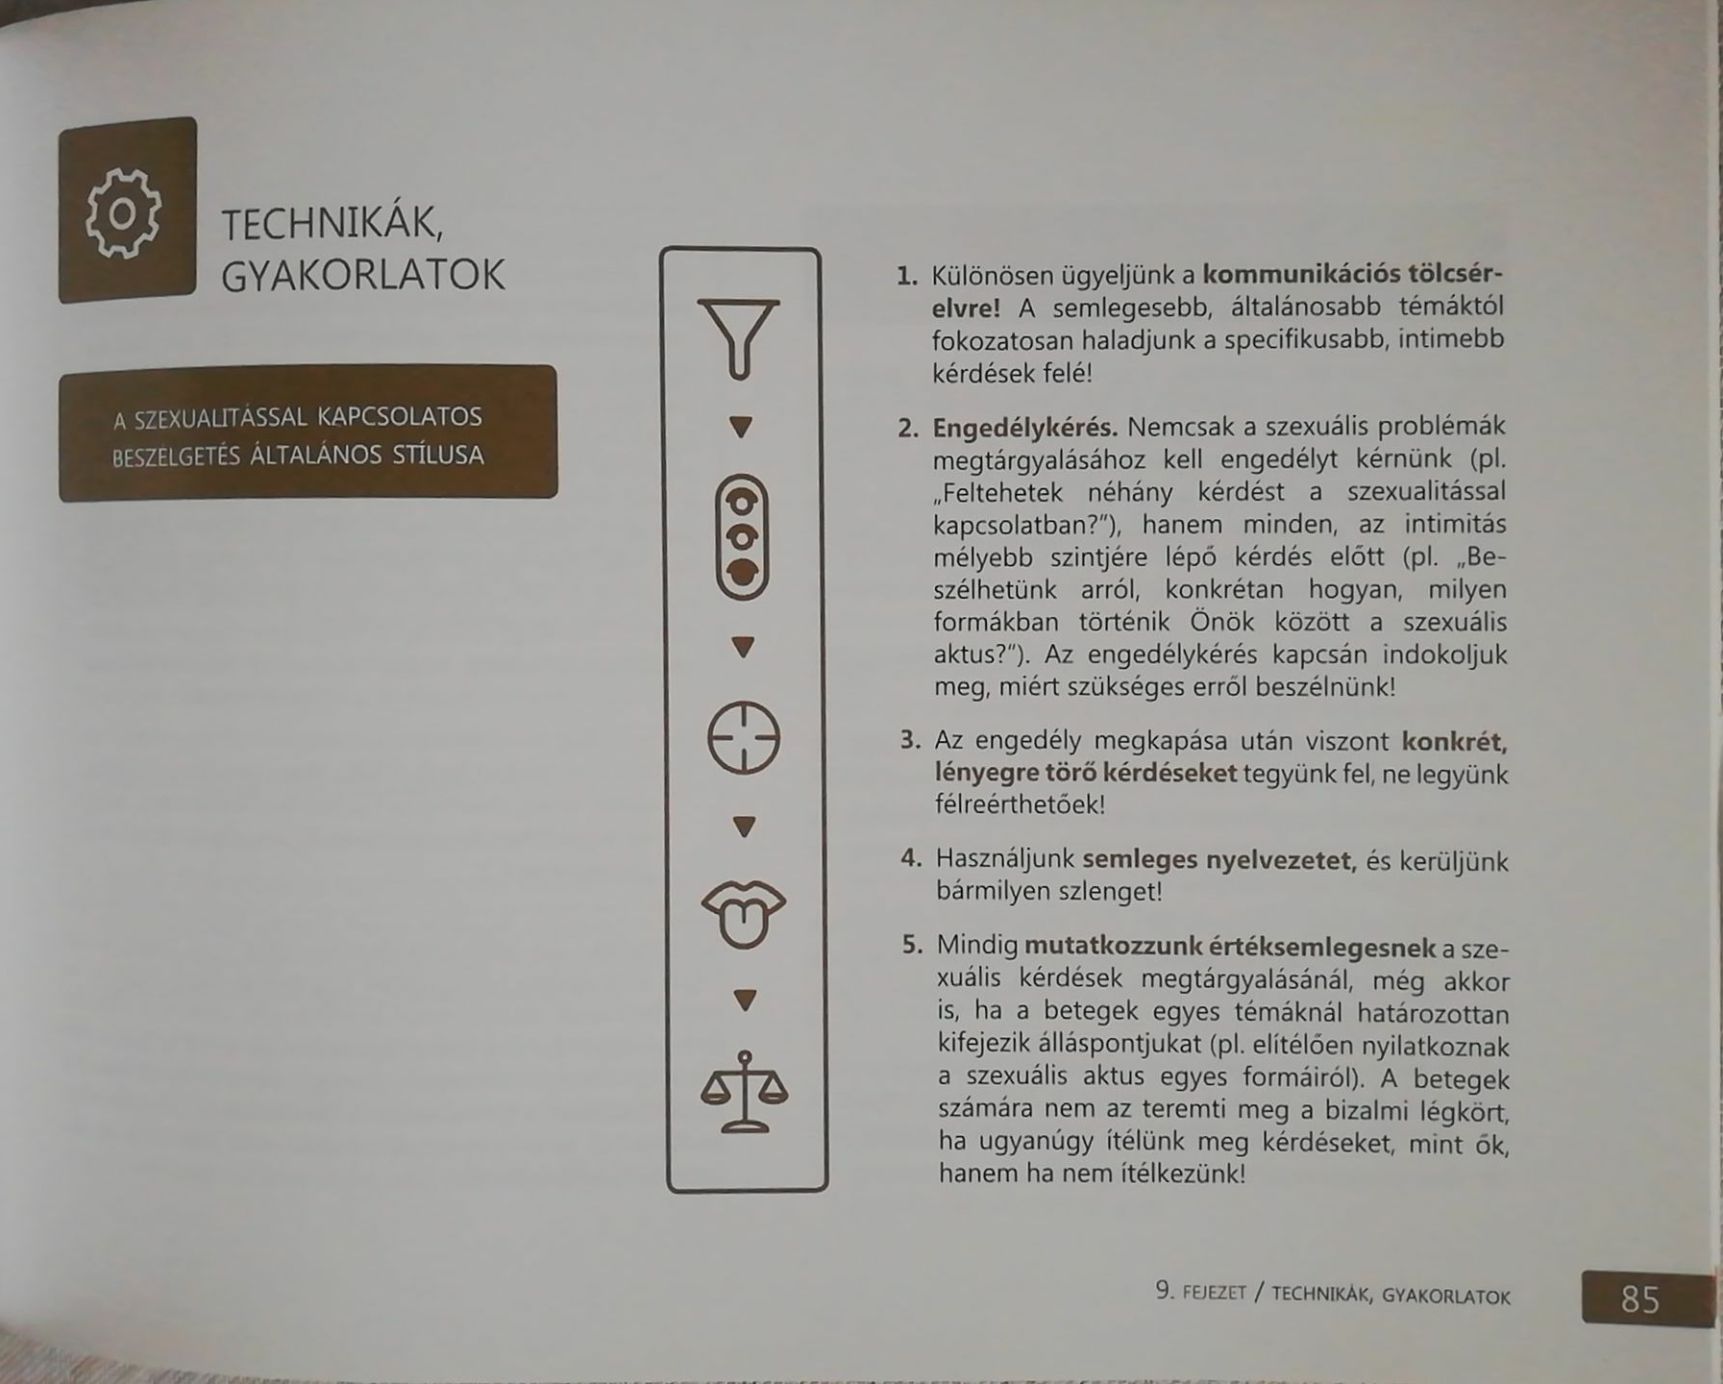 TECHNIKÁK,
GYAKORLATOK
A SZEXUALITÁSSAL KAPCSOLATOS
BESZÉLGETÉS ÁLTALÁNOS STÍLUSA
1. Különösen ügyeljünk a kommunikációs tölcsér-
elvre! A semlegesebb, általánosabb témáktól
fokozatosan haladjunk a specifikusabb, intimebb
kérdések felé!
2. Engedélykérés. Nemcsak a szexuális problémák
megtárgyalásához kell engedélyt kérnünk (pl.
„Feltehetek néhány kérdést a szexualitással
kapcsolatban?"), hanem minden, az intimitás
mélyebb szintjére lépő kérdés előtt (pl. „Be-
szélhetünk arról, konkrétan hogyan, milyen
formákban történik Önök között a szexuális
aktus?"). Az engedélykérés kapcsán indokoljuk
meg, miért szükséges erről beszélnünk!
3. Az engedély megkapása után viszont konkrét,
lényegre törő kérdéseket tegyünk fel, ne legyünk
félreérthetőek!
4. Használjunk semleges nyelvezetet, és kerüljünk
bármilyen szlenget!
5. Mindig mutatkozzunk értéksemlegesnek a sze-
xuális kérdések megtárgyalásánál, még akkor
is, ha a betegek egyes témáknál határozottan
kifejezik álláspontjukat (pl. elítélően nyilatkoznak
a szexuális aktus egyes formáiról). A betegek
számára nem az teremti meg a bizalmi légkört,
ha ugyanúgy ítélünk meg kérdéseket, mint ők,
hanem ha nem ítélkezünk!
9. FEJEZET / TECHNIKÁK, GYAKORLATOK
85